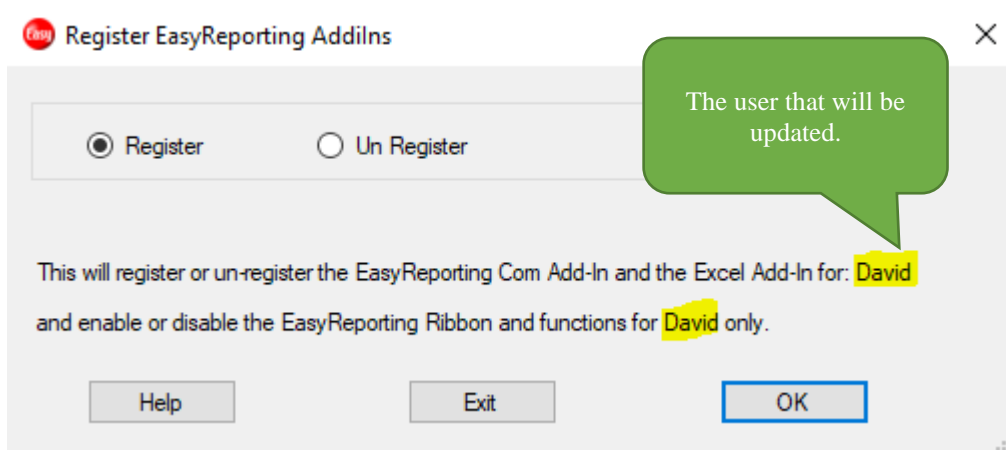 Easy
Register EasyReporting AddiIns
The user that will be
updated.
Register
Un Register
This will register or un-register the EasyReporting Com Add-In and the Excel Add-In for: David
and enable or disable the EasyReporting Ribbon and functions for David only.
Help
Exit
OK